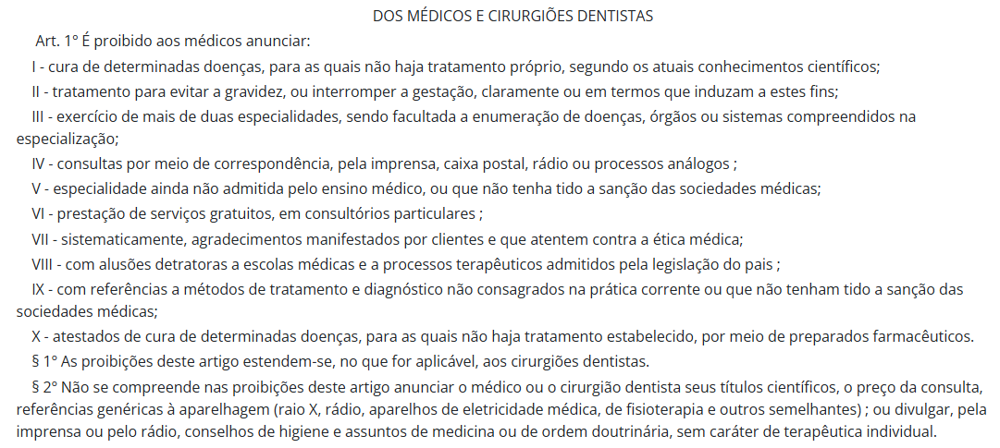 DOS MÉDICOS E CIRURGIÕES DENTISTAS
Art. 1º É proibido aos médicos anunciar:
I - cura de determinadas doenças, para as quais não haja tratamento próprio, segundo os atuais conhecimentos científicos;
II - tratamento para evitar a gravidez, ou interromper a gestação, claramente ou em termos que induzam a estes fins;
III - exercício de mais de duas especialidades, sendo facultada a enumeração de doenças, órgãos ou sistemas compreendidos na
especialização;
IV - consultas por meio de correspondência, pela imprensa, caixa postal, rádio ou processos análogos ;
V - especialidade ainda não admitida pelo ensino médico, ou que não tenha tido a sanção das sociedades médicas;
VI - prestação de serviços gratuitos, em consultórios particulares ;
VII - sistematicamente, agradecimentos manifestados por clientes e que atentem contra a ética médica;
VIII - com alusões detratoras a escolas médicas e a processos terapêuticos admitidos pela legislação do pais ;
IX - com referências a métodos de tratamento e diagnóstico não consagrados na prática corrente ou que não tenham tido a sanção das
sociedades médicas;
X - atestados de cura de determinadas doenças, para as quais não haja tratamento estabelecido, por meio de preparados farmacêuticos.
§ 1º As proibições deste artigo estendem-se, no que for aplicável, aos cirurgiões dentistas.
§ 2º Não se compreende nas proibições deste artigo anunciar o médico ou o cirurgião dentista seus títulos científicos, o preço da consulta,
referências genéricas à aparelhagem (raio X, rádio, aparelhos de eletricidade médica, de fisioterapia e outros semelhantes) ; ou divulgar, pela
imprensa ou pelo rádio, conselhos de higiene e assuntos de medicina ou de ordem doutrinária, sem caráter de terapêutica individual.